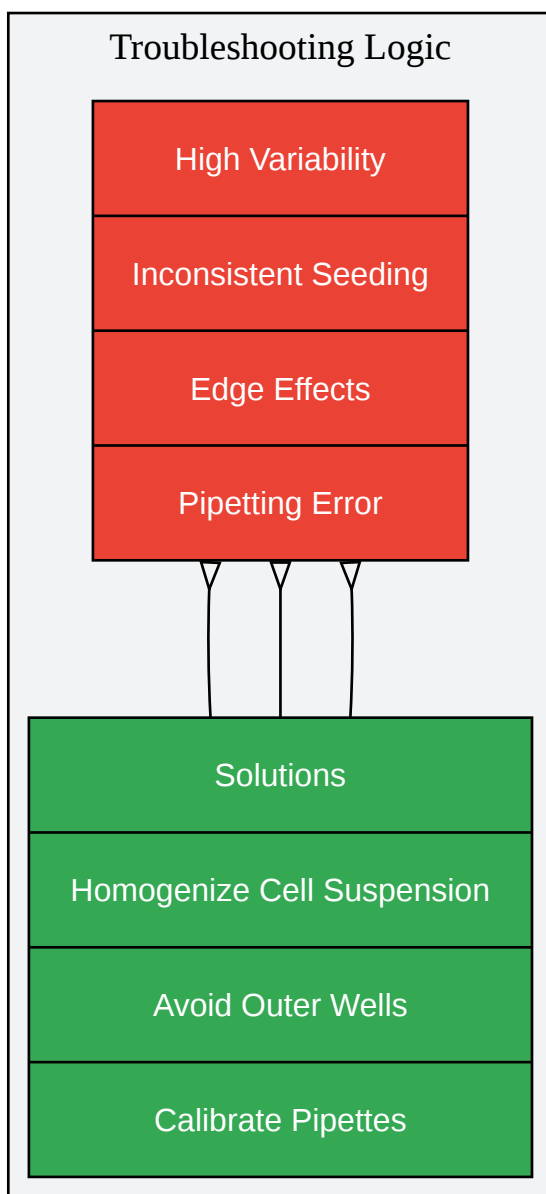 Troubleshooting Logic
High Variability
Inconsistent Seeding
Edge Effects
Pipetting Error
Solutions
Homogenize Cell Suspension
Avoid Outer Wells
Calibrate Pipettes